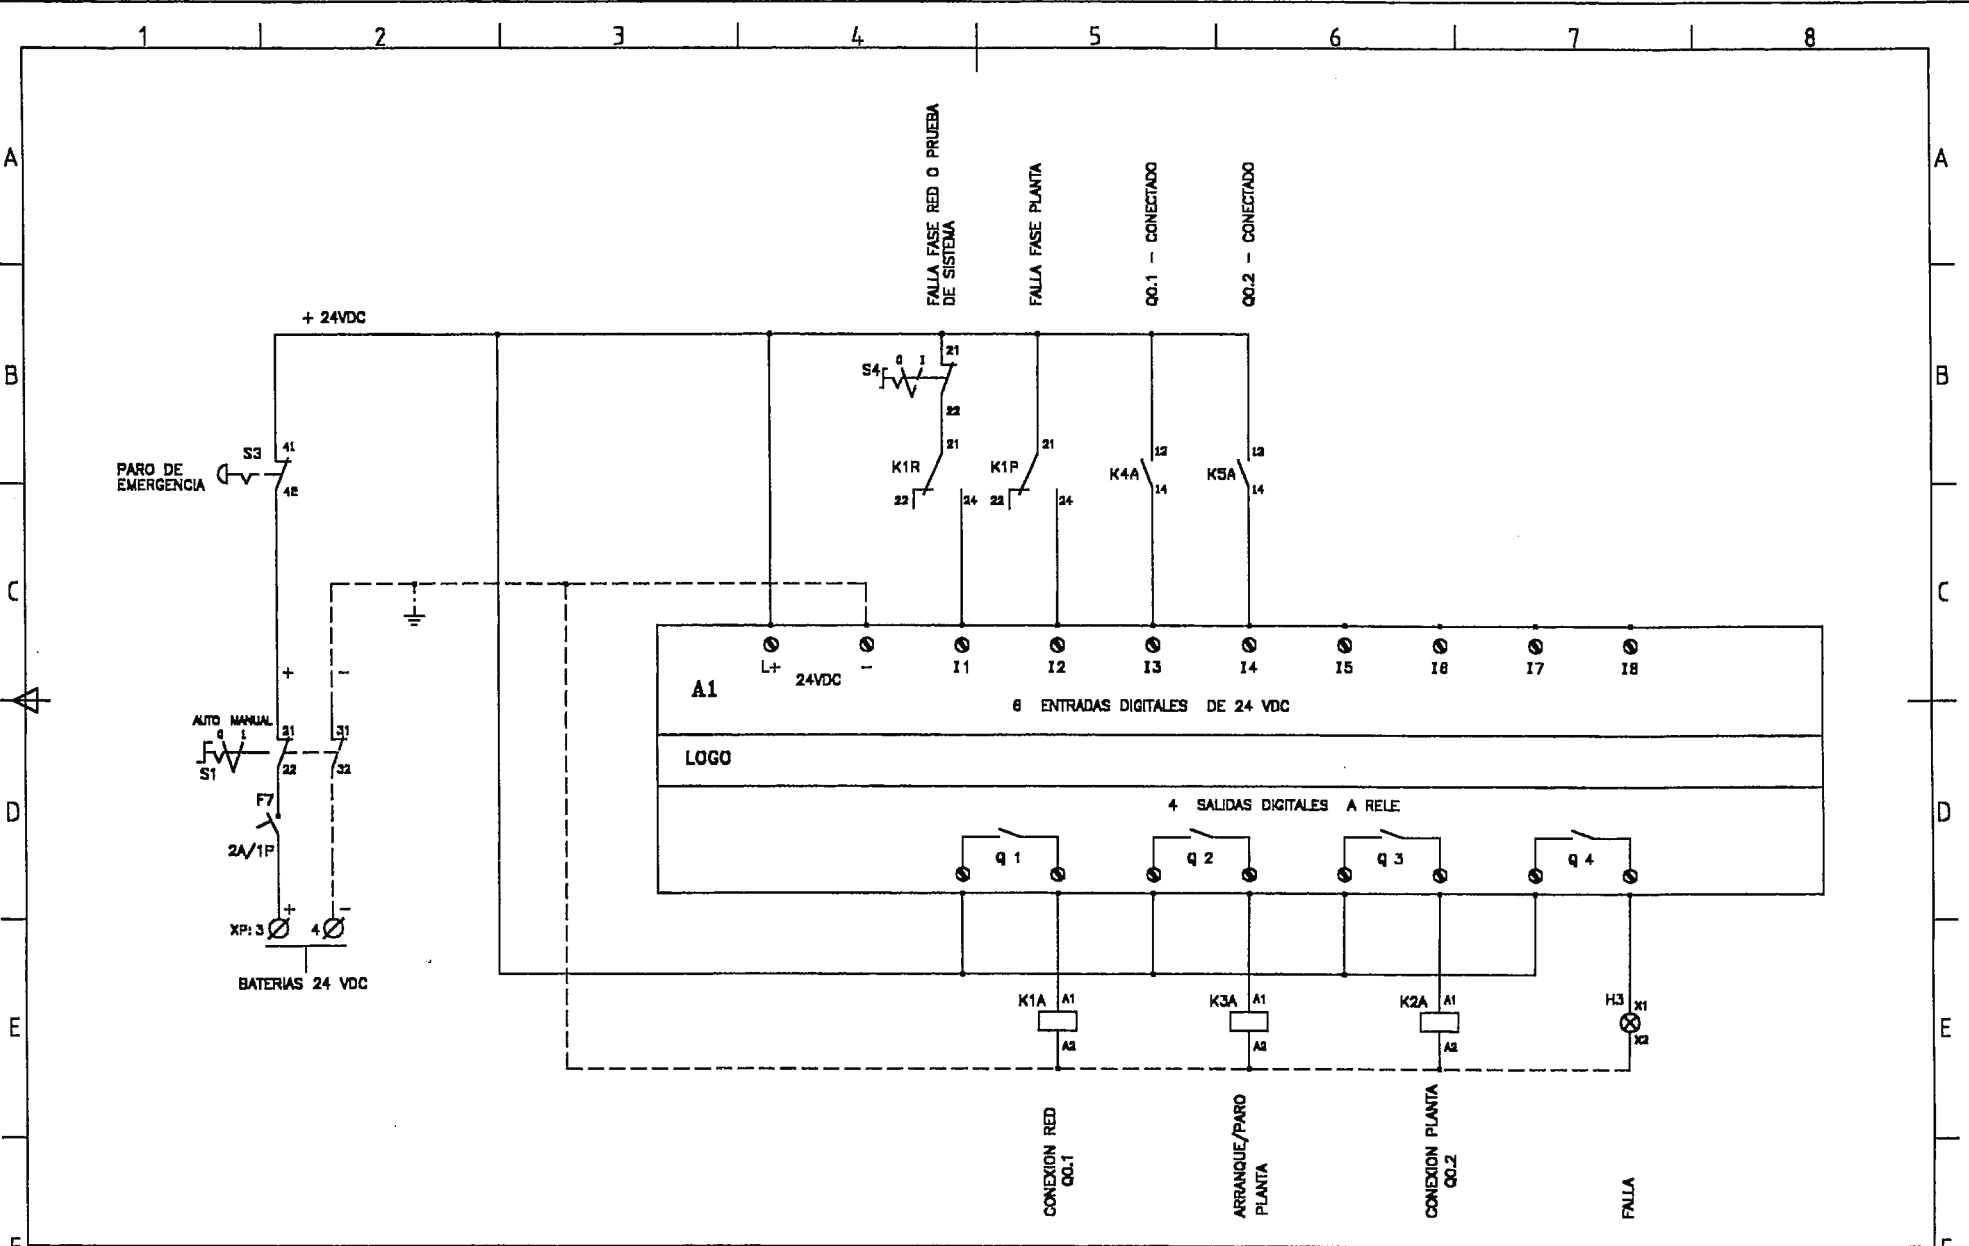 1 2 3 4 5 6 7 8
A A
FALLA FASE RED O PRUEBA
DE SISTEMA
FALLA FASE PLANTA
Q0.1 - CONECTADO
Q0.2 - CONECTADO
+ 24VDC
B B
S4 0 I 21
22
PARO DE
EMERGENCIA
S3 41
42
K1R 21
22 24
K1P 21
22 24
K4A 13
14
K5A 13
14
C C
+ -
L+ 24VDC - I1 I2 I3 I4 I5 I6 I7 I8
A1
6 ENTRADAS DIGITALES DE 24 VDC
AUTO MANUAL
0 1 21 31
S1 22 32
LOGO
F7
2A/1P
D D
4 SALIDAS DIGITALES A RELE
Q 1 Q 2 Q 3 Q 4
+ -
XP: 3 4
BATERIAS 24 VDC
E E
K1A A1
A2
K3A A1
A2
K2A A1
A2
H3 X1
X2
CONEXION RED
Q0.1
ARRANQUE/PARO
PLANTA
CONEXION PLANTA
Q0.2
FALLA